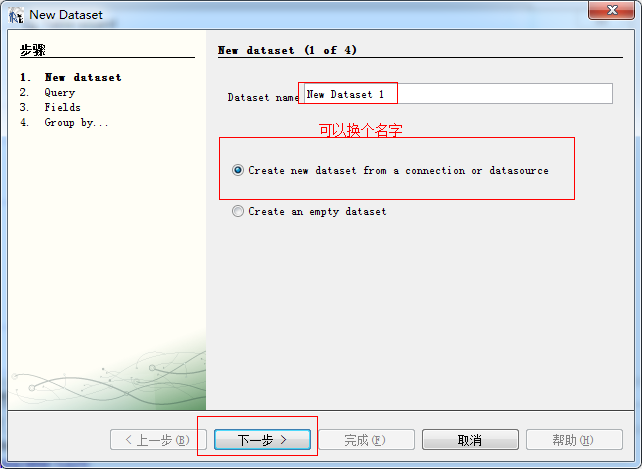 New Dataset
步骤
1. New dataset
2. Query
3. Fields
4. Group by...
New dataset (1 of 4)
Dataset name
New Dataset 1
可以换个名字
Create new dataset from a connection or datasource
Create an empty dataset
< 上一步(B)
下一步 >
完成(F)
取消
帮助(H)